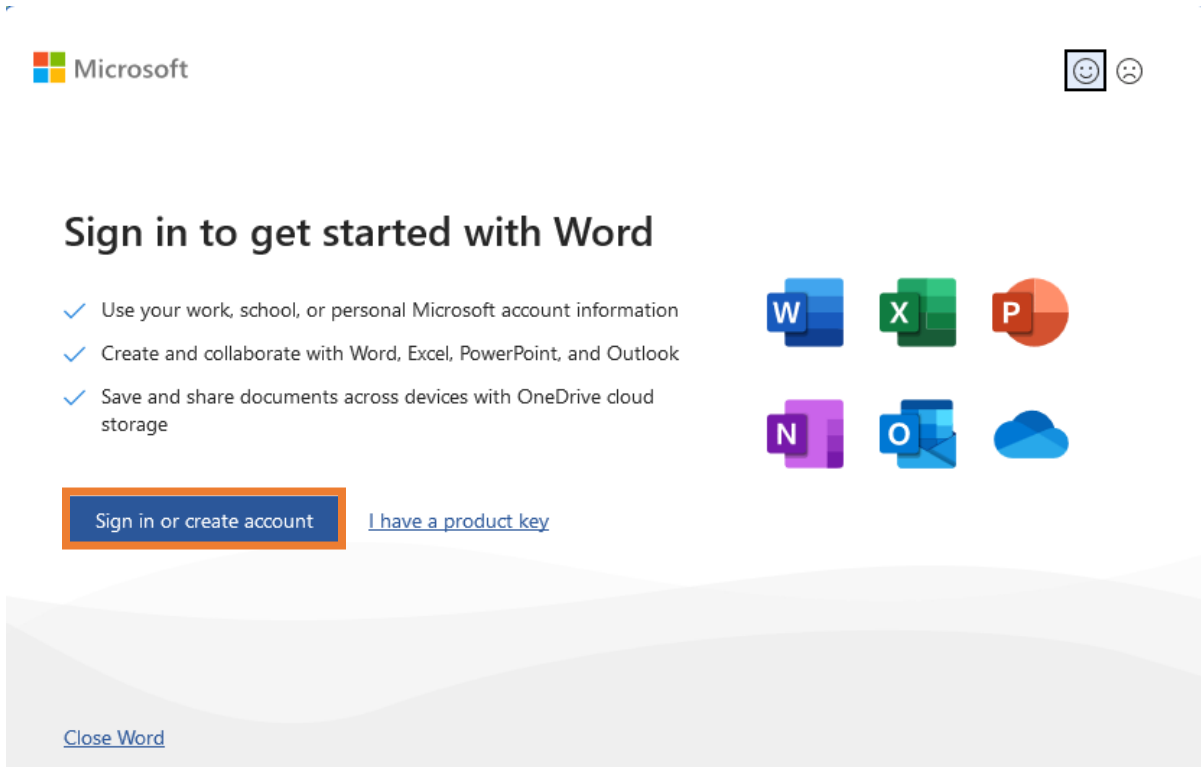 Microsoft
Sign in to get started with Word
Use your work, school, or personal Microsoft account information
Create and collaborate with Word, Excel, PowerPoint, and Outlook
Save and share documents across devices with OneDrive cloud
storage
W
X
P
N
O
Sign in or create account
I have a product key
Close Word